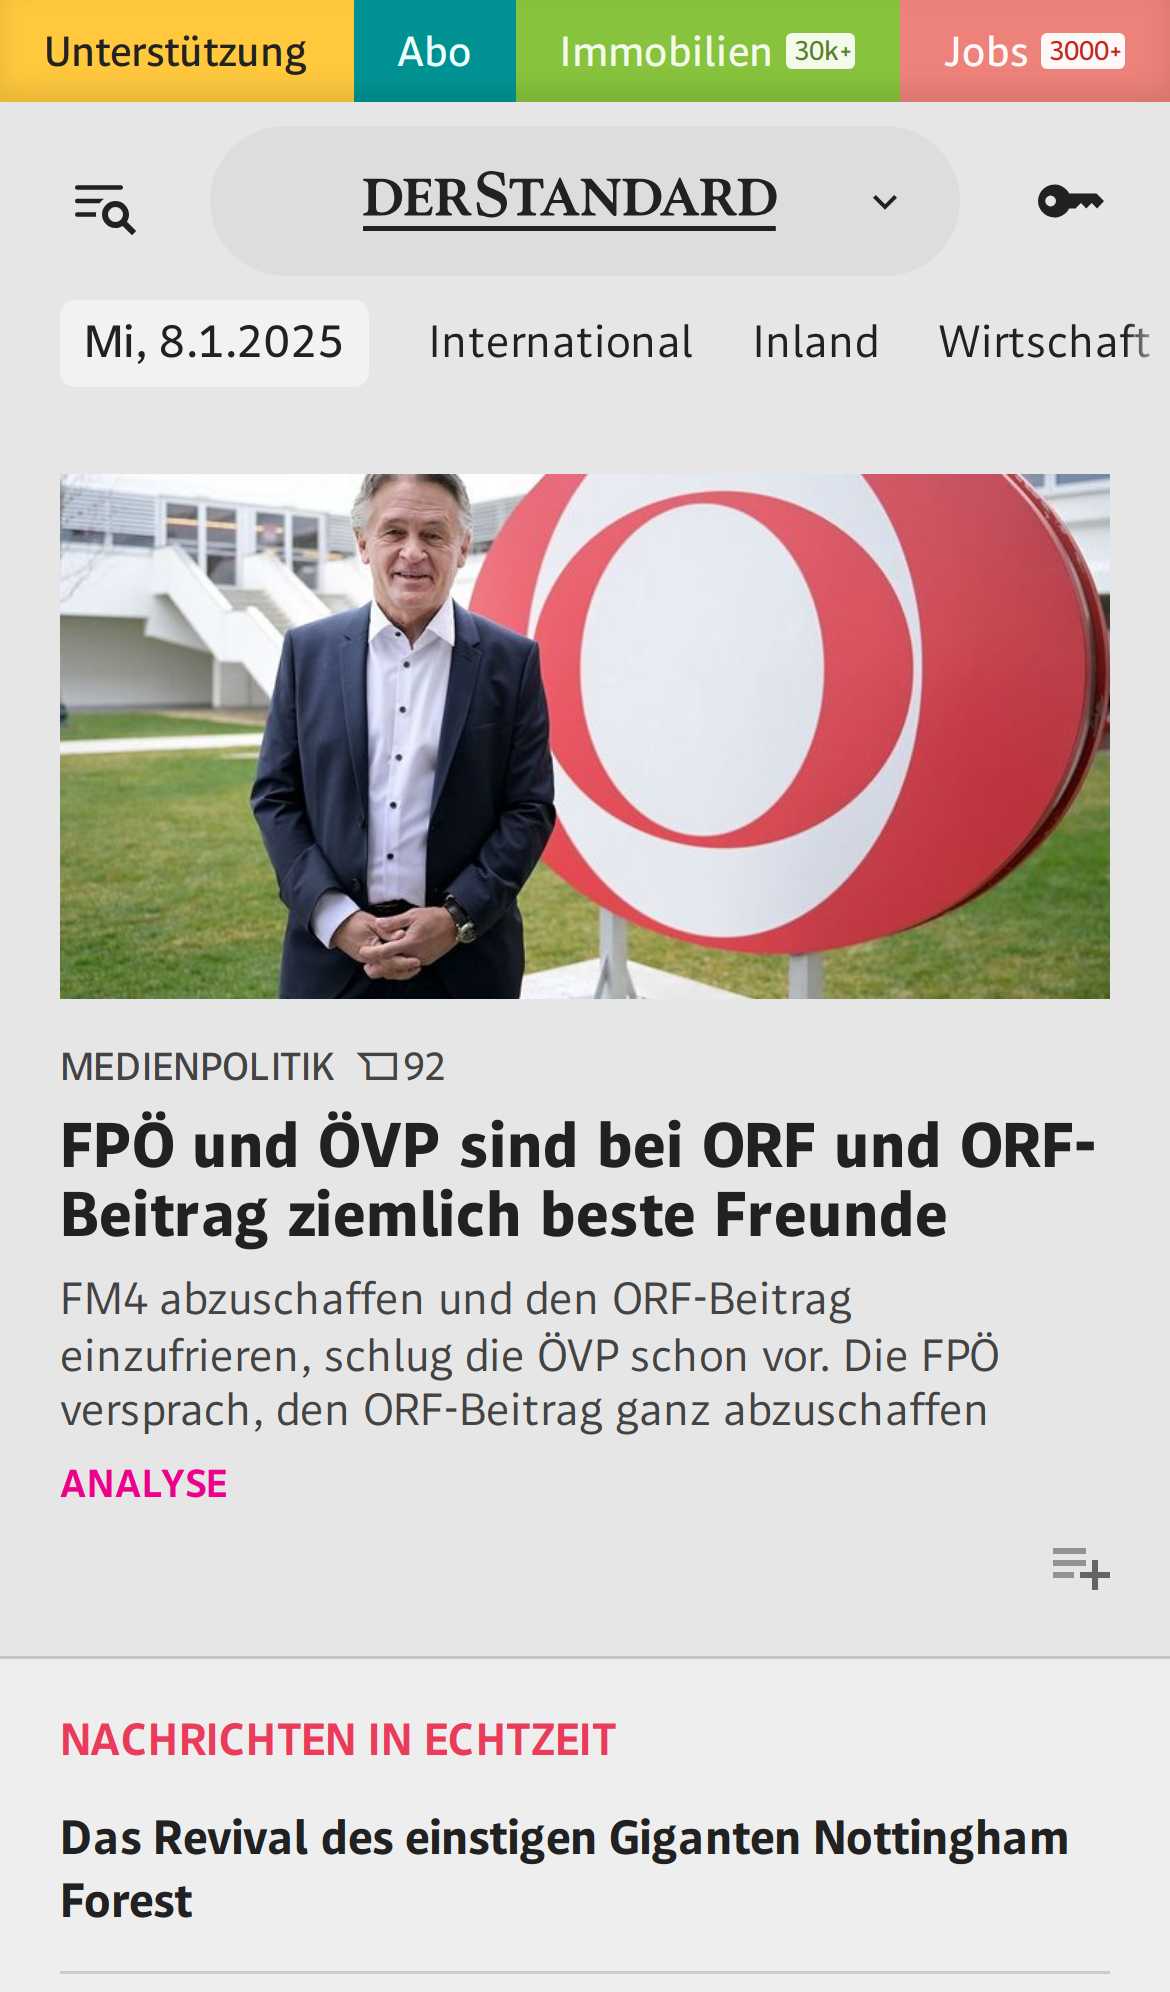 Unterstützung
Abo
Immobilien 30k+
Jobs 3000+
DERSTANDARD
Mi, 8.1.2025
International
Inland
Wirtschaft
MEDIENPOLITIK 92
FPÖ und ÖVP sind bei ORF und ORF-
Beitrag ziemlich beste Freunde
FM4 abzuschaffen und den ORF-Beitrag
einzufrieren, schlug die ÖVP schon vor. Die FPÖ
versprach, den ORF-Beitrag ganz abzuschaffen
ANALYSE
NACHRICHTEN IN ECHTZEIT
Das Revival des einstigen Giganten Nottingham
Forest